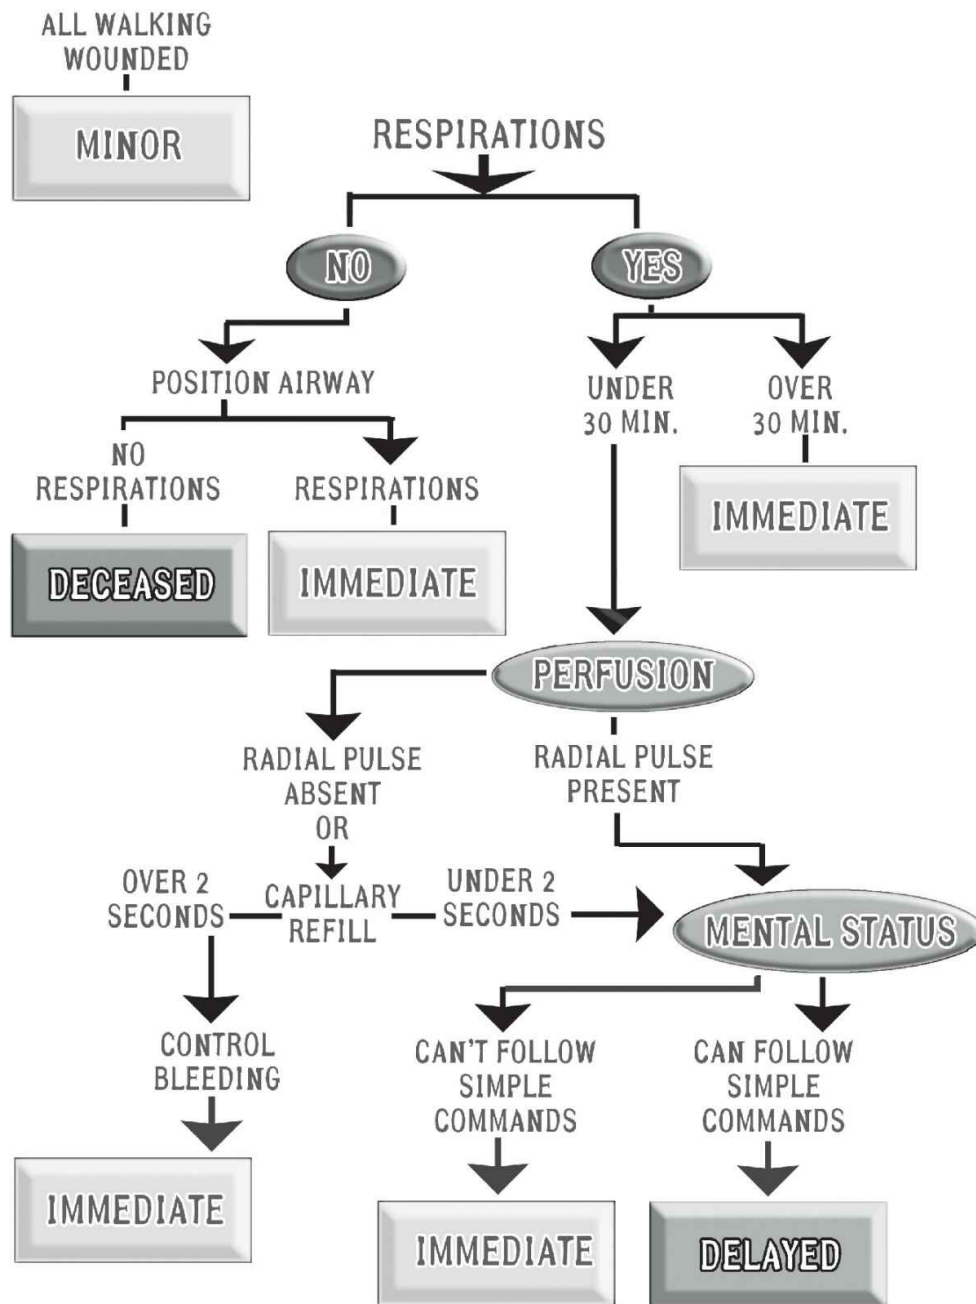 ALL WALKING
WOUNDED
MINOR
RESPIRATIONS
NO
YES
POSITION AIRWAY
UNDER
30 MIN.
OVER
30 MIN.
NO
RESPIRATIONS
RESPIRATIONS
IMMEDIATE
DECEASED
IMMEDIATE
PERFUSION
RADIAL PULSE
ABSENT
OR
RADIAL PULSE
PRESENT
OVER 2
SECONDS
CAPILLARY
REFILL
UNDER 2
SECONDS
MENTAL STATUS
CONTROL
BLEEDING
CAN'T FOLLOW
SIMPLE
COMMANDS
CAN FOLLOW
SIMPLE
COMMANDS
IMMEDIATE
IMMEDIATE
DELAYED